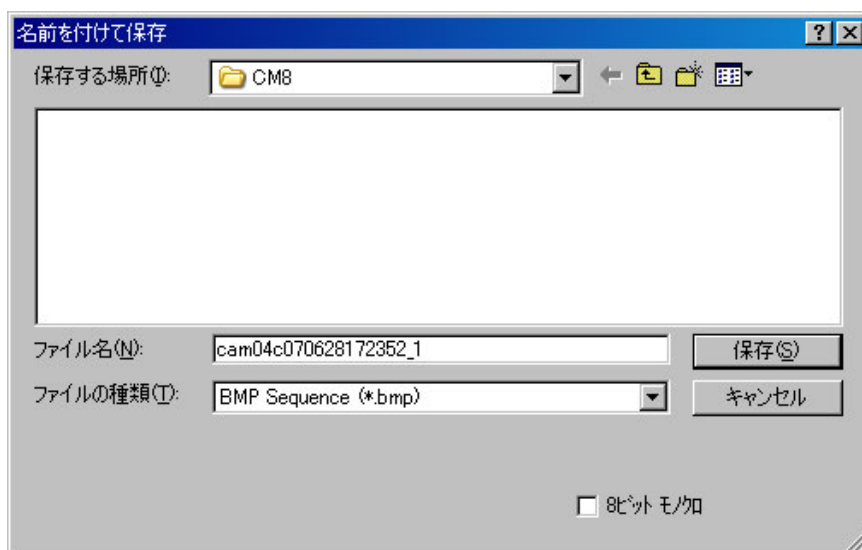 名前を付けて保存
保存する場所(I):
CM8
ファイル名(N):
cam04c070628172352_1
保存(S)
ファイルの種類(T):
BMP Sequence (*.bmp)
キャンセル
8ビット モノクロ